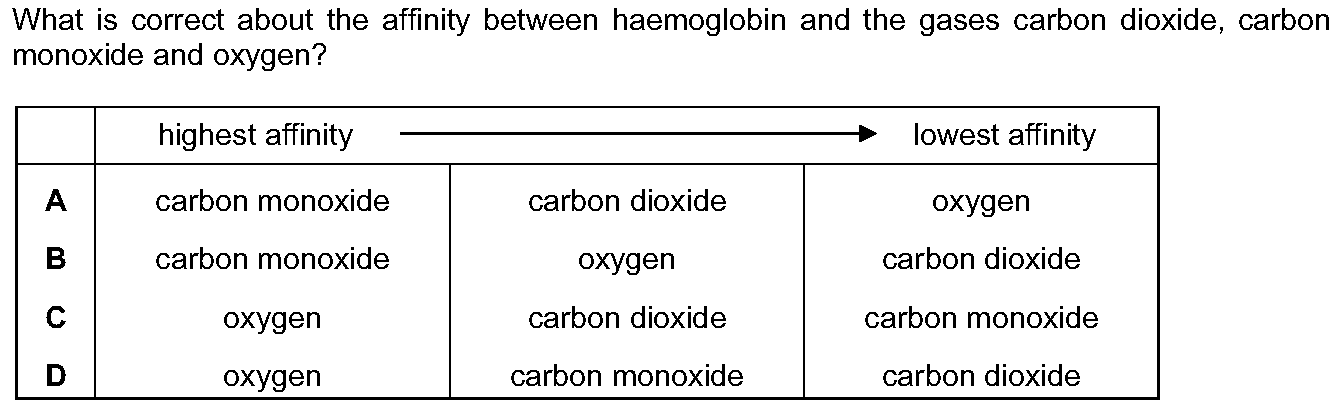 What is correct about the affinity between haemoglobin and the gases carbon dioxide, carbon
monoxide and oxygen?
highest affinity lowest affinity
A carbon monoxide carbon dioxide oxygen
B carbon monoxide oxygen carbon dioxide
C oxygen carbon dioxide carbon monoxide
D oxygen carbon monoxide carbon dioxide